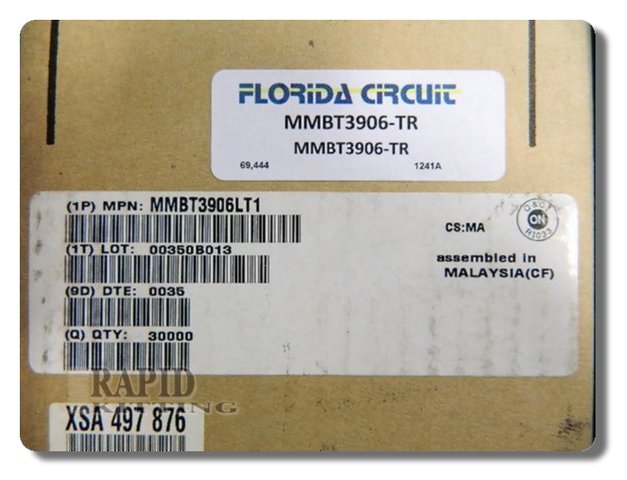 FLORIDA CIRCUIT
MMBT3906-TR
MMBT3906-TR
69,444 1241A
(1P) MPN: MMBT3906LT1
(1T) LOT: 00350B013
(9D) DTE: 0035
(Q) QTY: 30000
CS:MA
ON
assembled in
MALAYSIA(CF)
RAPID
KITTING
XSA 497 876